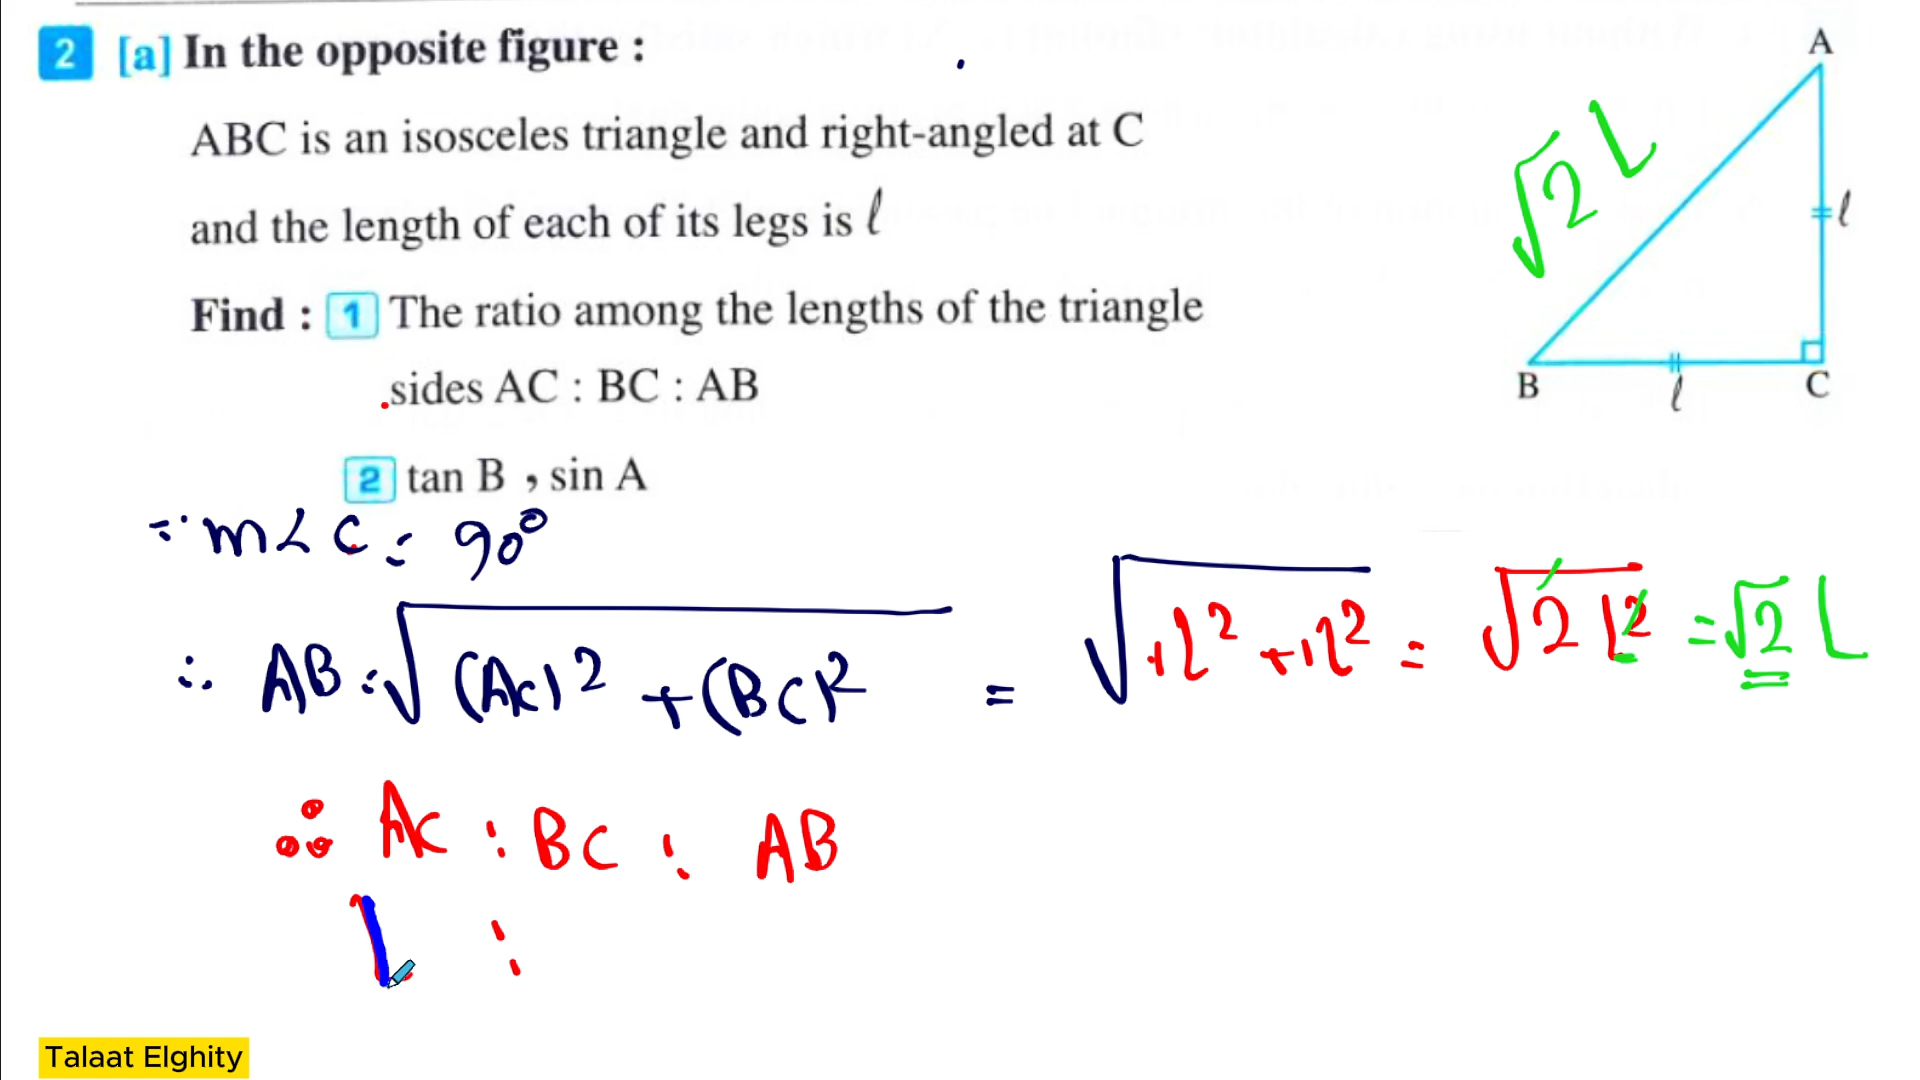 2 [a] In the opposite figure :
ABC is an isosceles triangle and right-angled at C
and the length of each of its legs is ℓ
Find : 1 The ratio among the lengths of the triangle
sides AC : BC : AB
2 tan B , sin A
A
√2 L
ℓ
B
ℓ
C
∵ m∠C = 90°
∴ AB = √(AC)² + (BC)² = √1L² + 1L² = √2 L² = √2 L
∴ AC : BC : AB
L :
Talaat Elghity